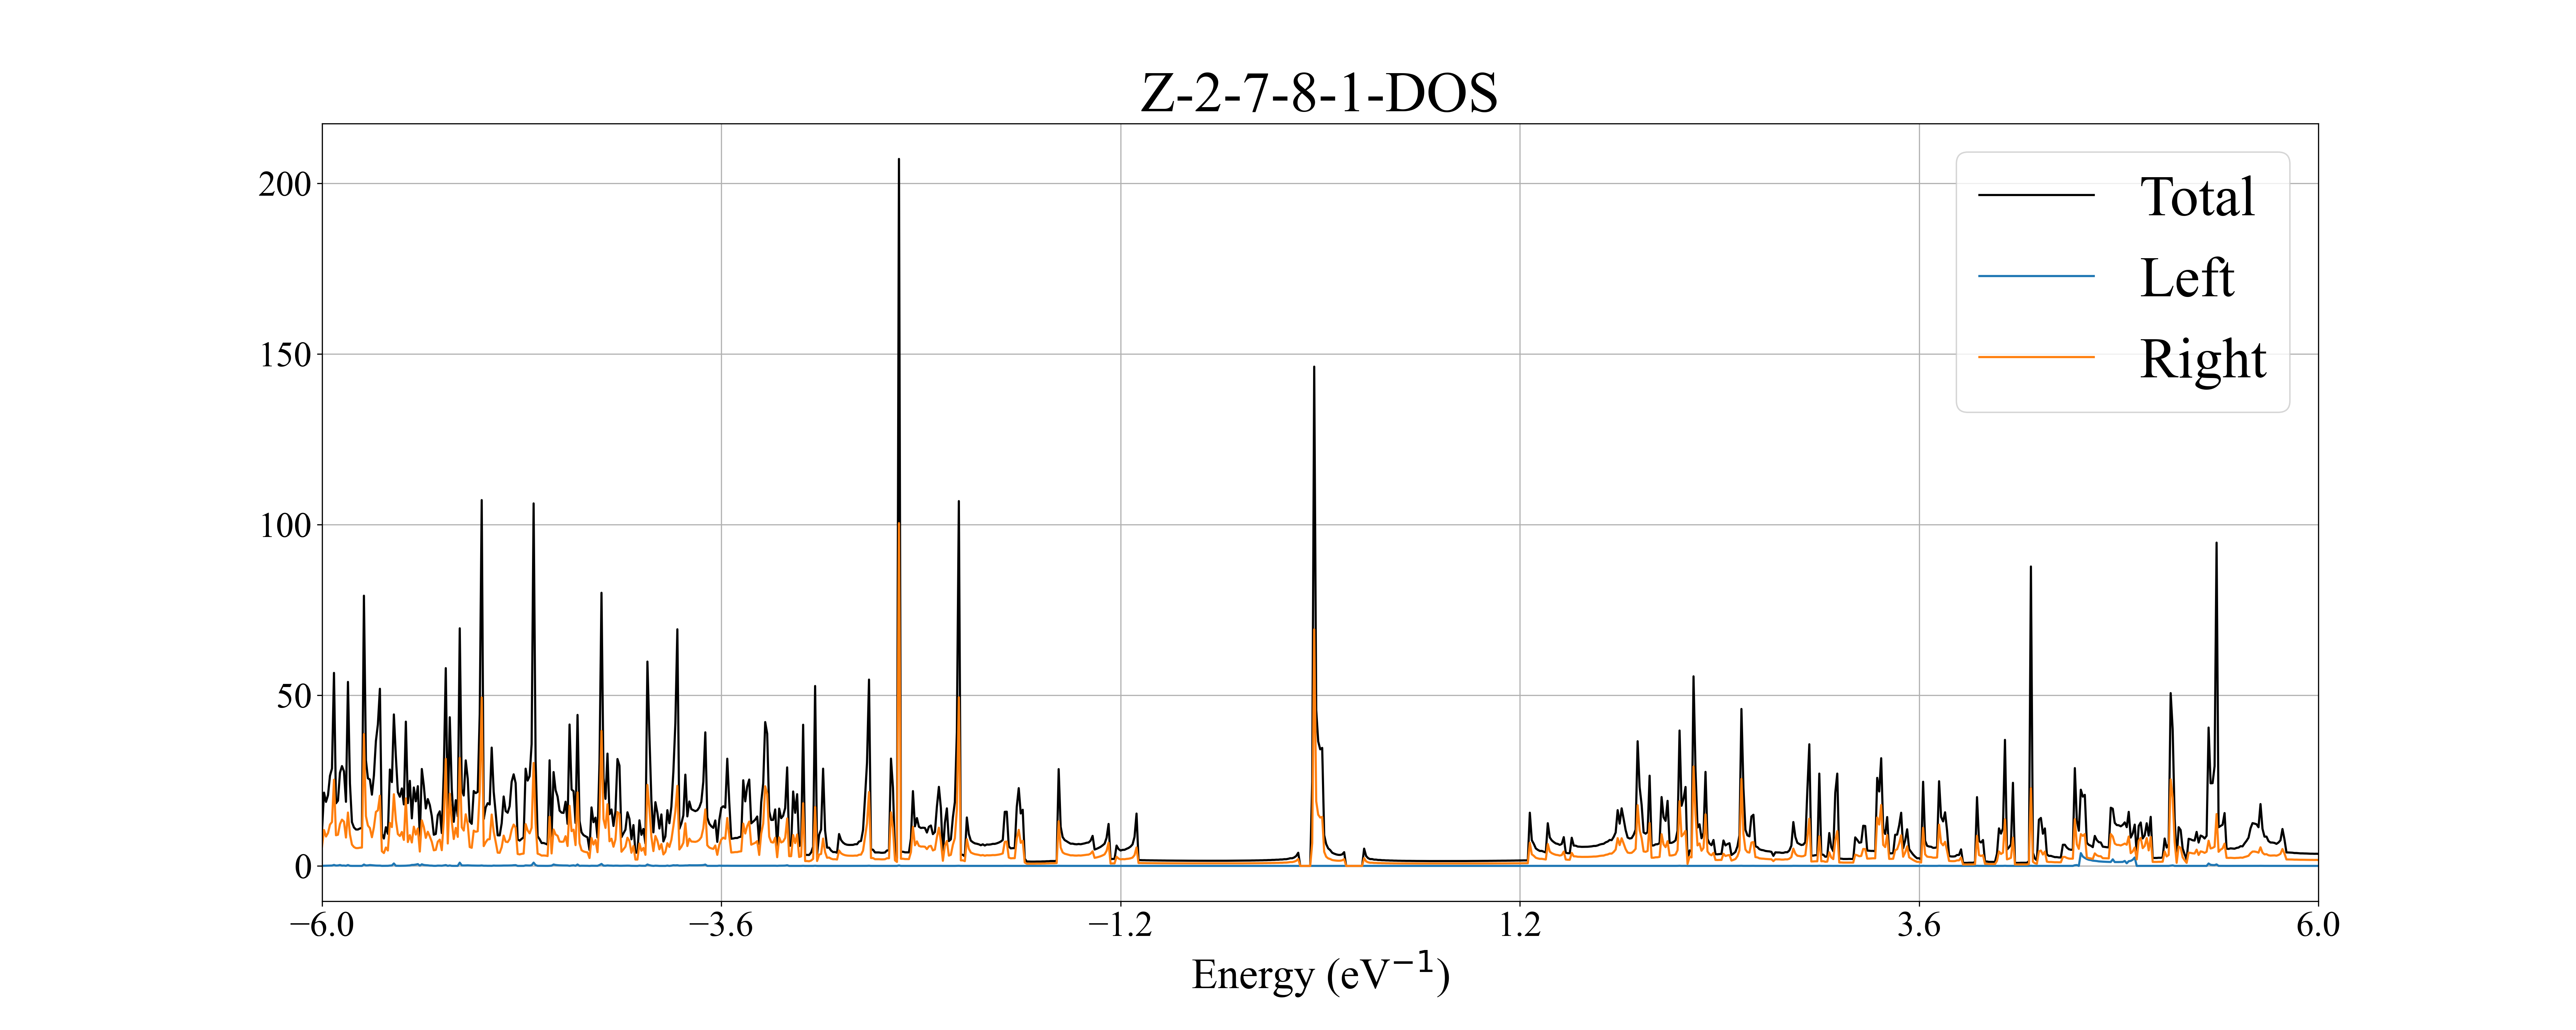 Z-2-7-8-1-DOS
200
150
100
50
0
Total
Left
Right
−6.0 −3.6 −1.2 1.2 3.6 6.0
Energy (eV⁻¹)